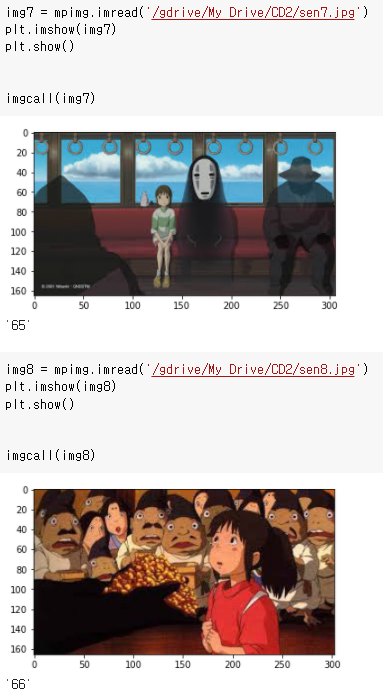 img7 = mpimg.imread('/gdrive/My Drive/CD2/sen7.jpg')
plt.imshow(img7)
plt.show()
imgcall(img7)
0
20
40
60
80
100
120
140
160
0 50 100 150 200 250 300
'65'
img8 = mpimg.imread('/gdrive/My Drive/CD2/sen8.jpg')
plt.imshow(img8)
plt.show()
imgcall(img8)
0
20
40
60
80
100
120
140
160
0 50 100 150 200 250 300
'66'